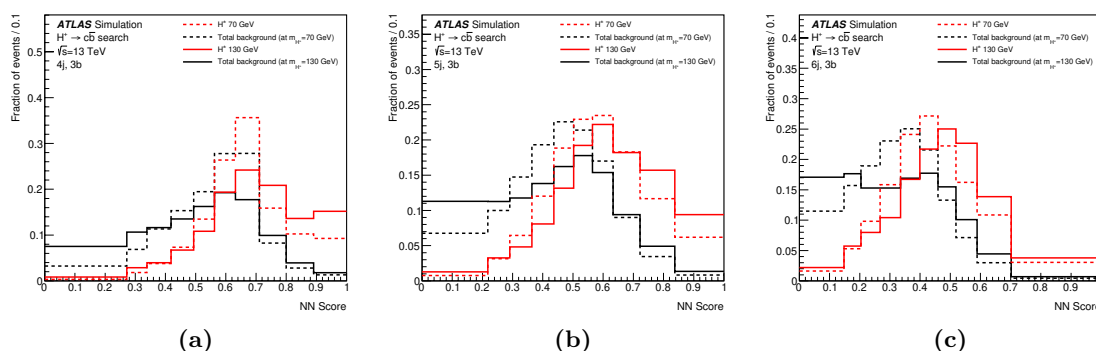 ATLAS Simulation
H⁺ → cb̄ search
√s=13 TeV
4j, 3b
H⁺ 70 GeV
Total background (at m_H⁺=70 GeV)
H⁺ 130 GeV
Total background (at m_H⁺=130 GeV)
Fraction of events / 0.1
0.5
0.4
0.3
0.2
0.1
0
0 0.1 0.2 0.3 0.4 0.5 0.6 0.7 0.8 0.9 1
NN Score
(a)
ATLAS Simulation
H⁺ → cb̄ search
√s=13 TeV
5j, 3b
H⁺ 70 GeV
Total background (at m_H⁺=70 GeV)
H⁺ 130 GeV
Total background (at m_H⁺=130 GeV)
Fraction of events / 0.1
0.35
0.3
0.25
0.2
0.15
0.1
0.05
0
0 0.1 0.2 0.3 0.4 0.5 0.6 0.7 0.8 0.9 1
NN Score
(b)
ATLAS Simulation
H⁺ → cb̄ search
√s=13 TeV
6j, 3b
H⁺ 70 GeV
Total background (at m_H⁺=70 GeV)
H⁺ 130 GeV
Total background (at m_H⁺=130 GeV)
Fraction of events / 0.1
0.4
0.35
0.3
0.25
0.2
0.15
0.1
0.05
0
0 0.1 0.2 0.3 0.4 0.5 0.6 0.7 0.8 0.9 1
NN Score
(c)